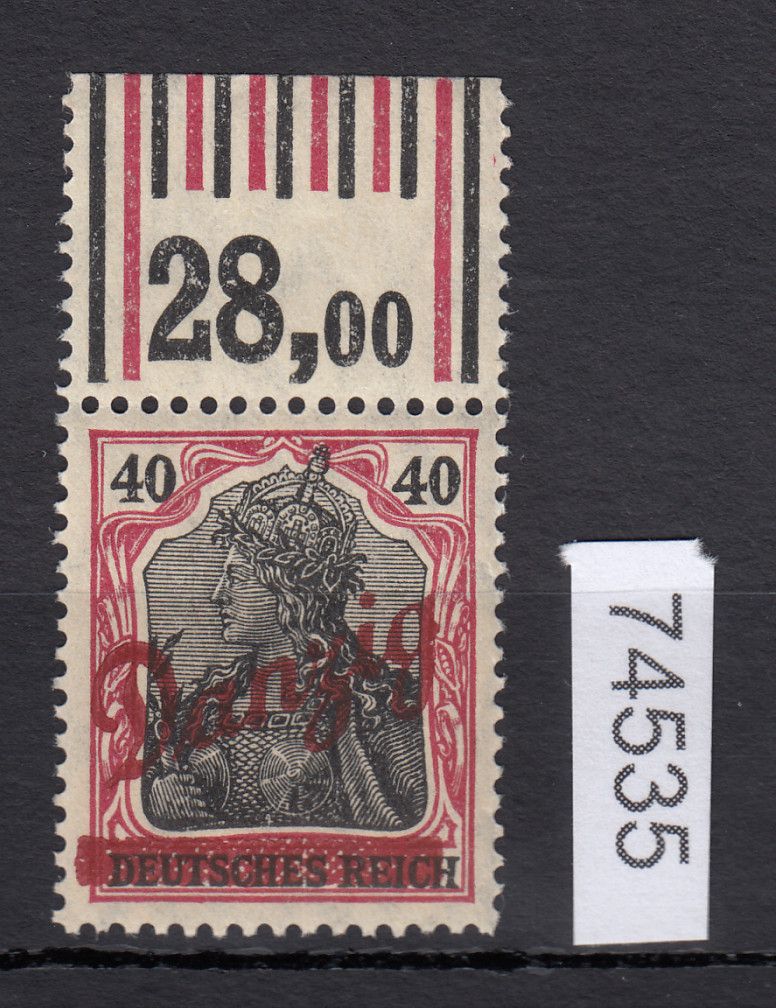 28,00
40 40
Danzig
DEUTSCHES REICH
74535